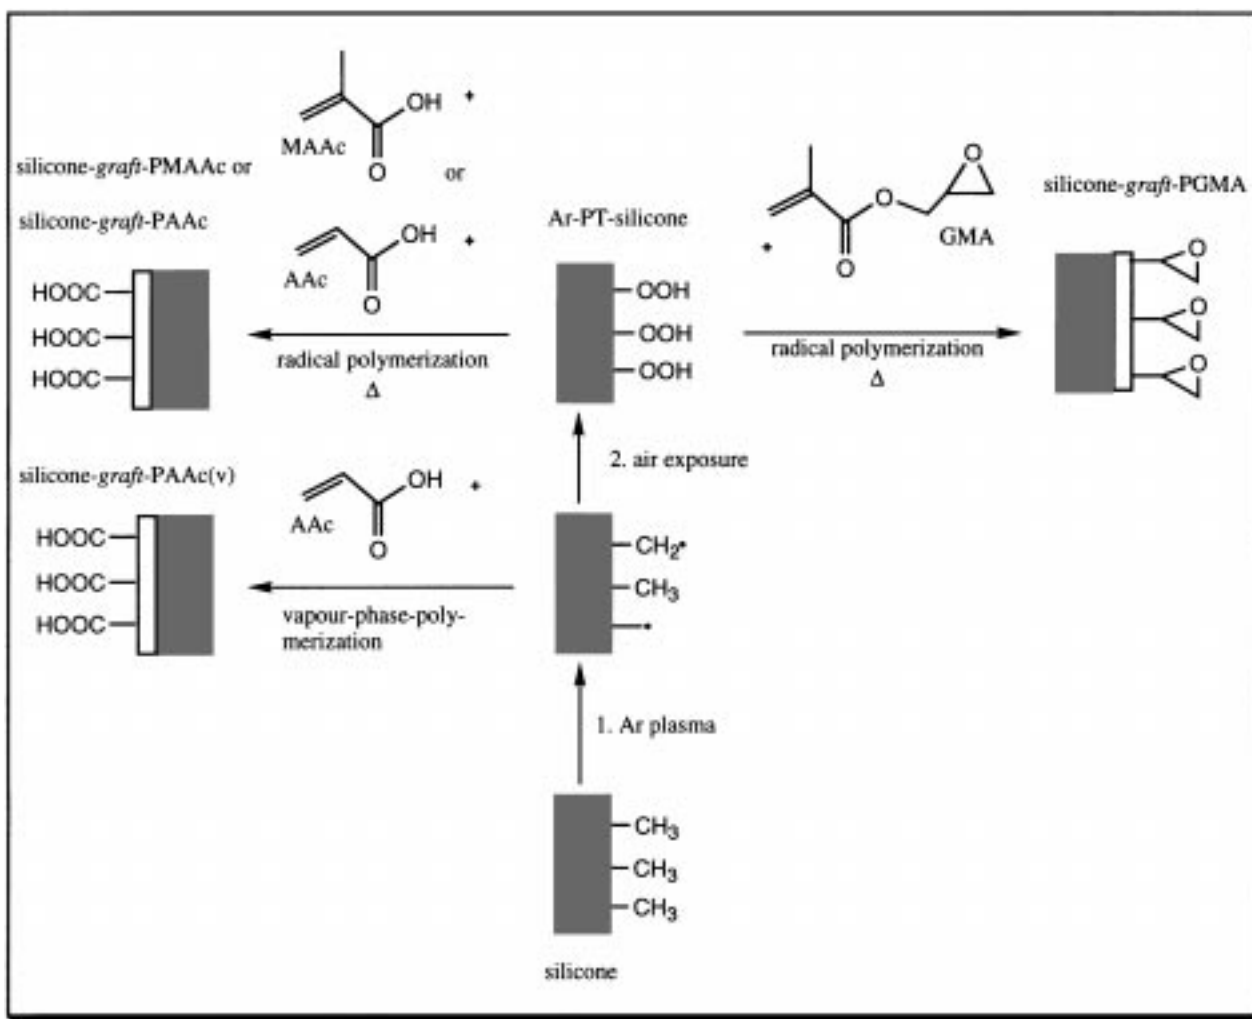 OH +
MAAc
O
silicone-graft-PMAAc or
or
silicone-graft-PAAc
OH +
AAc
O
HOOC
HOOC
HOOC
radical polymerization
Δ
Ar-PT-silicone
OOH
OOH
OOH
O
O
GMA
+
O
radical polymerization
Δ
silicone-graft-PGMA
O
O
O
2. air exposure
silicone-graft-PAAc(v)
OH +
AAc
O
HOOC
HOOC
HOOC
vapour-phase-poly-
merization
CH₂•
CH₃
•
1. Ar plasma
CH₃
CH₃
CH₃
silicone